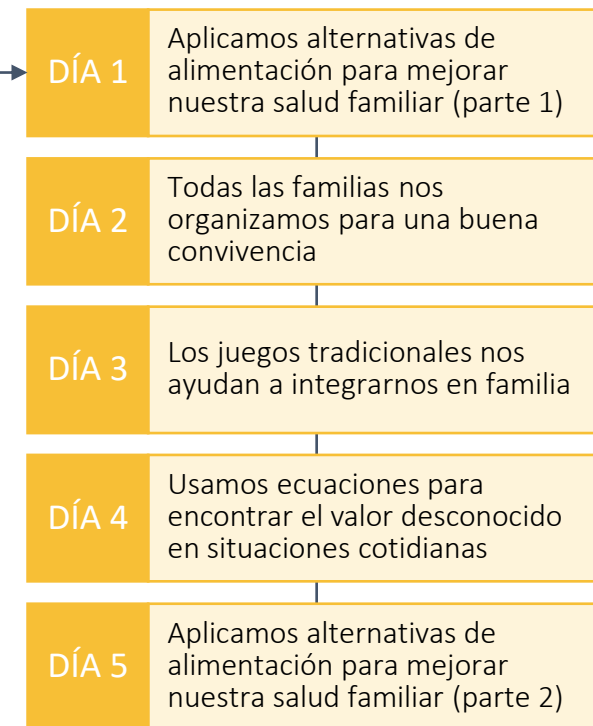 DÍA 1
Aplicamos alternativas de
alimentación para mejorar
nuestra salud familiar (parte 1)
DÍA 2
Todas las familias nos
organizamos para una buena
convivencia
DÍA 3
Los juegos tradicionales nos
ayudan a integrarnos en familia
DÍA 4
Usamos ecuaciones para
encontrar el valor desconocido
en situaciones cotidianas
DÍA 5
Aplicamos alternativas de
alimentación para mejorar
nuestra salud familiar (parte 2)